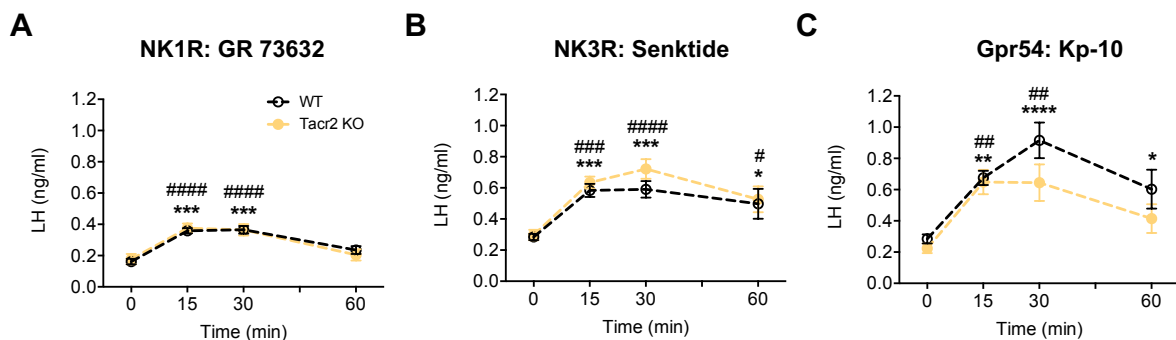 A
NK1R: GR 73632
LH (ng/ml)
1.2
1.0
0.8
0.6
0.4
0.2
0.0
WT
Tacr2 KO
####
***
####
***
0 15 30 60
Time (min)
B
NK3R: Senktide
LH (ng/ml)
1.2
1.0
0.8
0.6
0.4
0.2
0.0
###
***
####
***
#
*
0 15 30 60
Time (min)
C
Gpr54: Kp-10
LH (ng/ml)
1.2
1.0
0.8
0.6
0.4
0.2
0.0
##
**
##
****
*
0 15 30 60
Time (min)